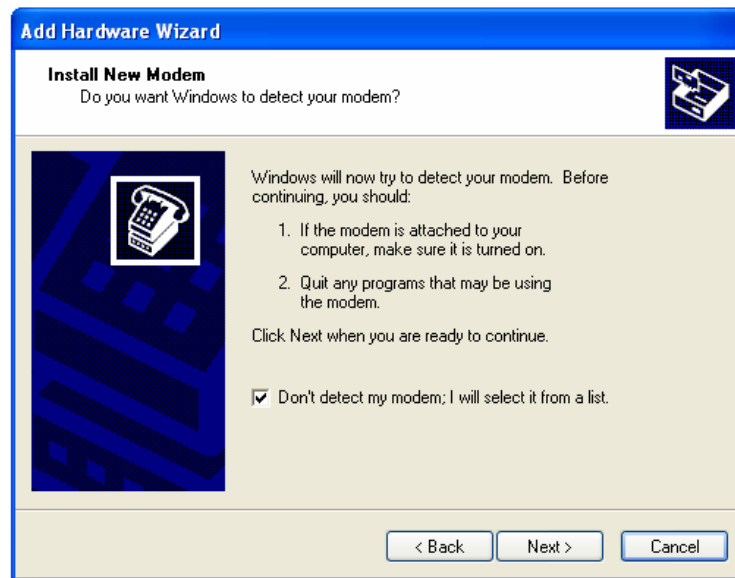 Add Hardware Wizard
Install New Modem
Do you want Windows to detect your modem?
Windows will now try to detect your modem.  Before
continuing, you should:
1.  If the modem is attached to your
computer, make sure it is turned on.
2.  Quit any programs that may be using
the modem.
Click Next when you are ready to continue.
Don't detect my modem; I will select it from a list.
< Back
Next >
Cancel